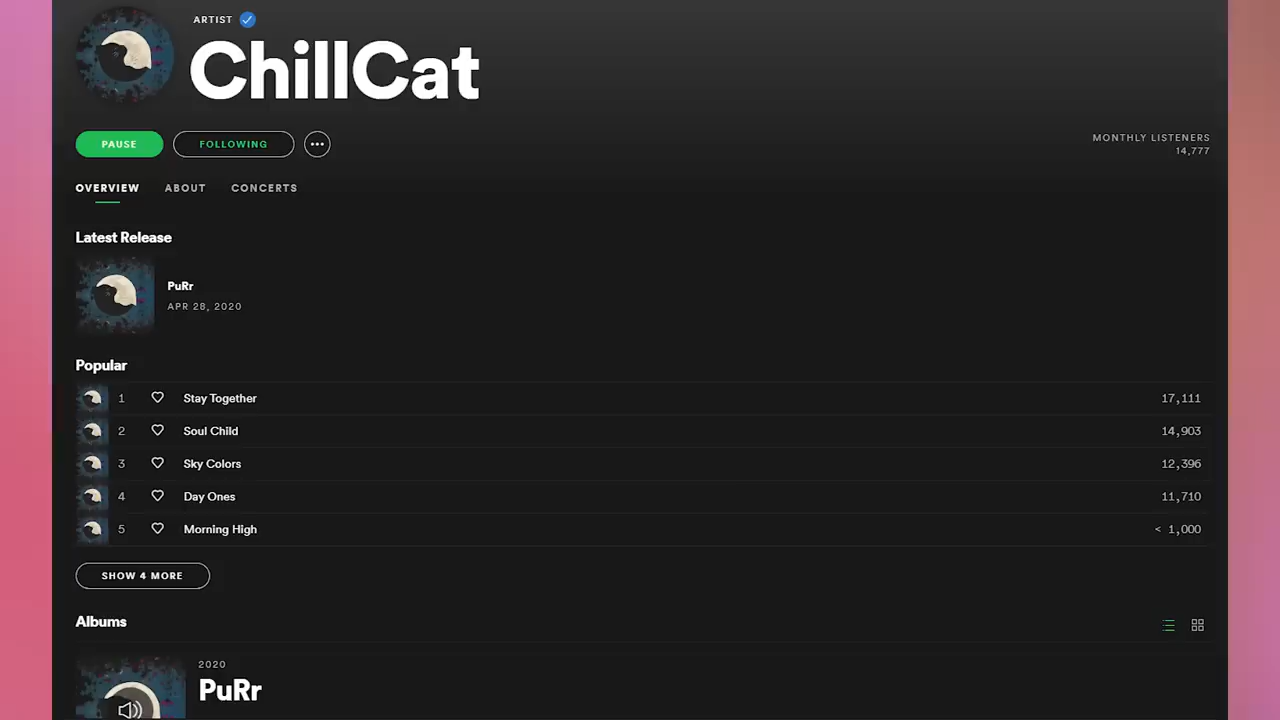 ARTIST
ChillCat
PAUSE
FOLLOWING
MONTHLY LISTENERS
14,777
OVERVIEW
ABOUT
CONCERTS
Latest Release
PuRr
APR 28, 2020
Popular
1 Stay Together 17,111
2 Soul Child 14,903
3 Sky Colors 12,396
4 Day Ones 11,710
5 Morning High < 1,000
SHOW 4 MORE
Albums
2020
PuRr